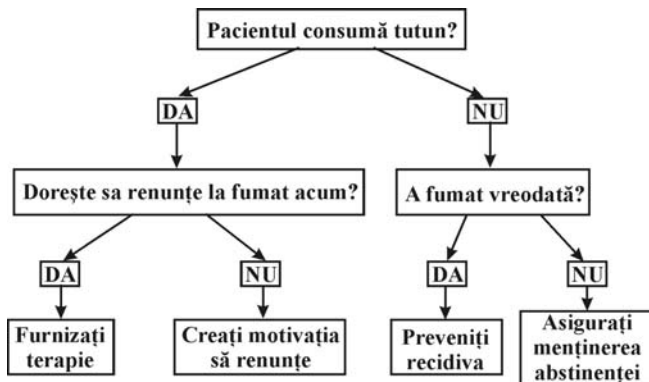 Pacientul consumă tutun?
DA
NU
Dorește sa renunțe la fumat acum?
A fumat vreodată?
DA
NU
DA
NU
Furnizați
terapie
Creați motivația
să renunțe
Preveniți
recidiva
Asigurați
menținerea
abstinenței